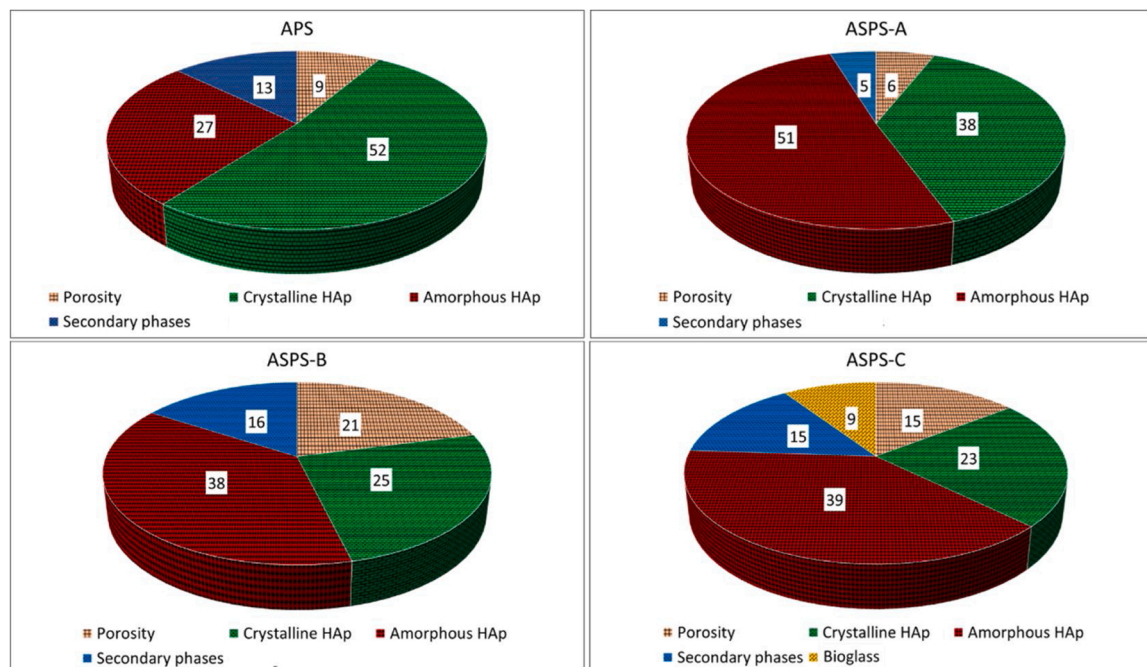 APS
13
9
27
52
Porosity
Crystalline HAp
Amorphous HAp
Secondary phases
ASPS-A
5
6
51
38
Porosity
Crystalline HAp
Amorphous HAp
Secondary phases
ASPS-B
16
21
38
25
Porosity
Crystalline HAp
Amorphous HAp
Secondary phases
ASPS-C
9
15
15
23
39
Porosity
Crystalline HAp
Amorphous HAp
Secondary phases
Bioglass